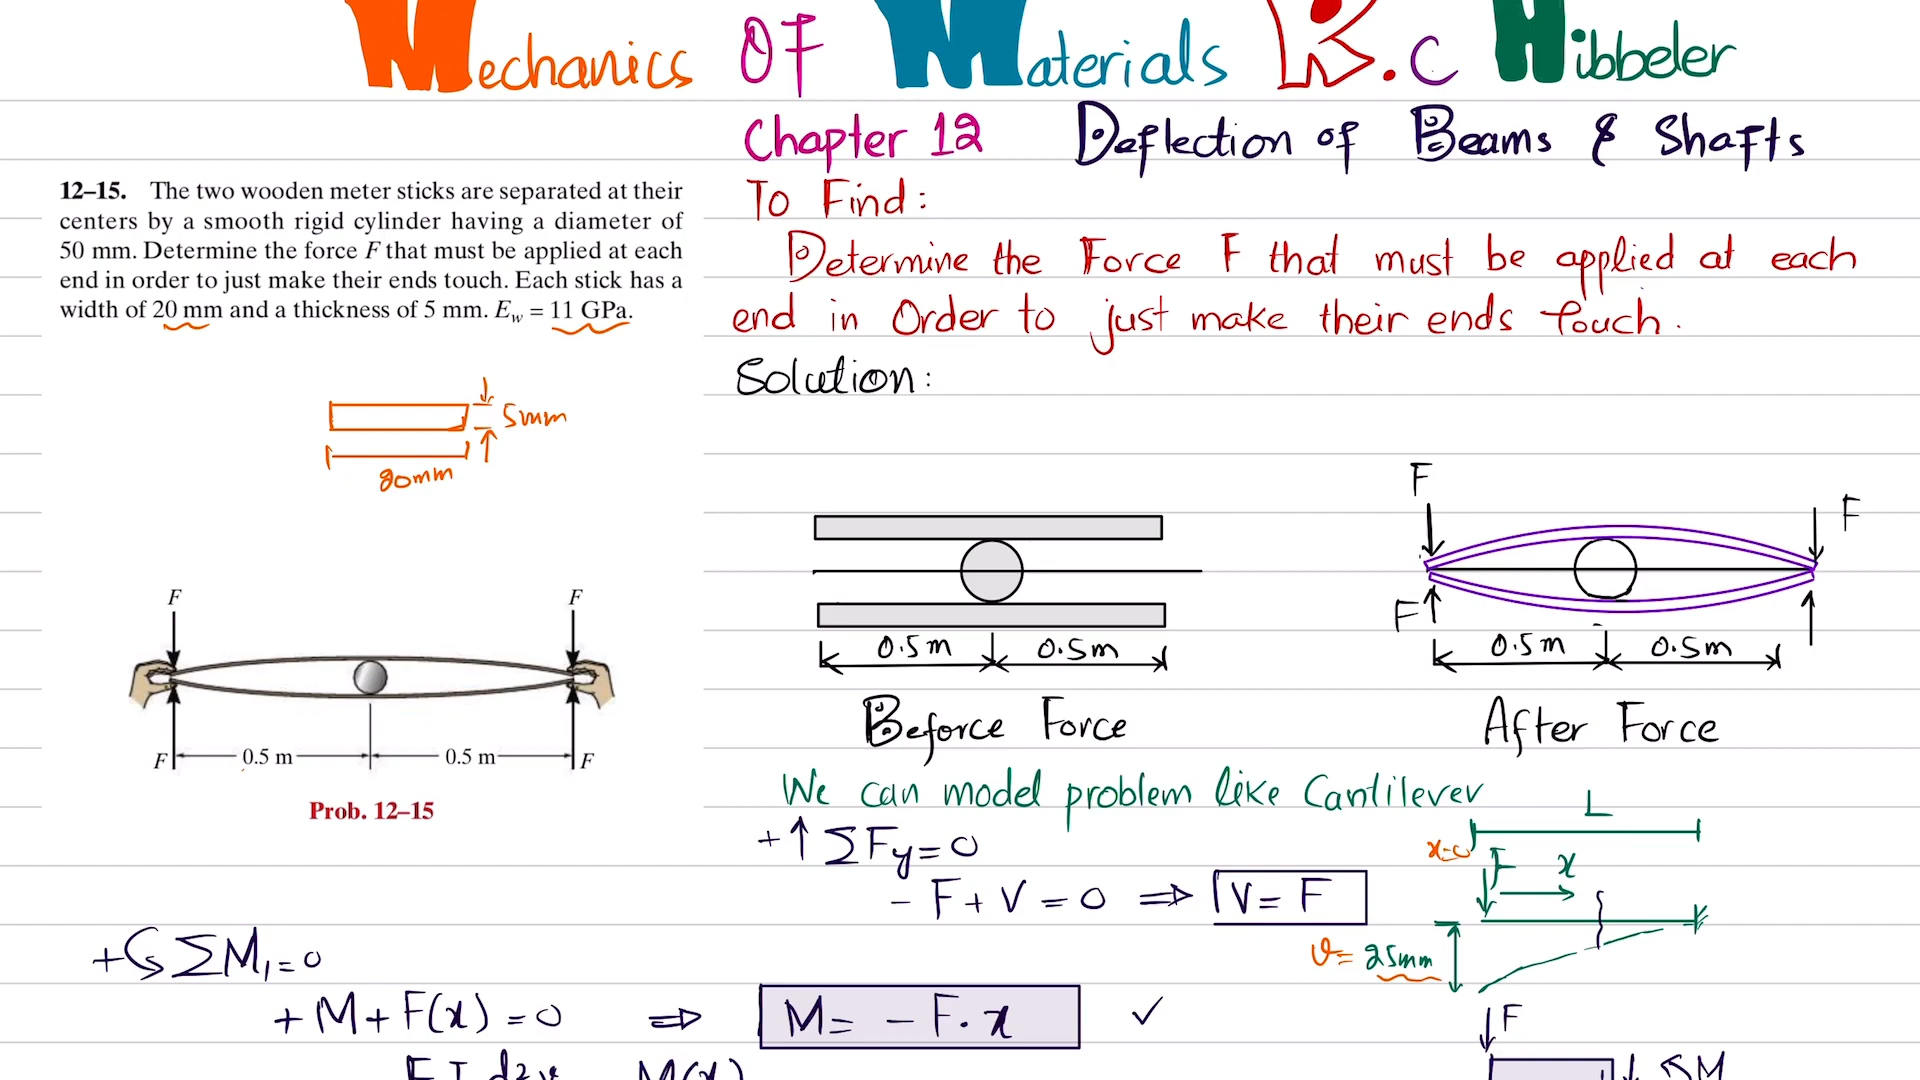 Mechanics OF Materials R.C Hibbeler
Chapter 12 Deflection of Beams & Shafts
12–15. The two wooden meter sticks are separated at their
centers by a smooth rigid cylinder having a diameter of
50 mm. Determine the force F that must be applied at each
end in order to just make their ends touch. Each stick has a
width of 20 mm and a thickness of 5 mm. E_w = 11 GPa.
5mm
20mm
F
F
F
0.5 m
0.5 m
F
Prob. 12–15
To Find:
Determine the Force F that must be applied at each
end in Order to just make their ends touch.
Solution:
0.5m
0.5m
Beforce Force
F
F
F
0.5m
0.5m
After Force
We can model problem like Cantilever
+↑ΣFy=0
- F+V=0 ⇒ V= F
L
x=0
F
x
v= 25mm
+↺ΣM₁=0
+M+F(x)=0 ⇒ M= -F·x ✓
F
M
EI d²v M(x)